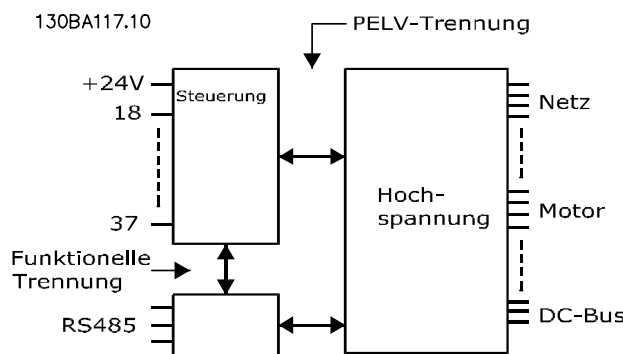 130BA117.10
PELV-Trennung
+24V
Steuerung
18
Netz
Hoch-
spannung
Motor
37
Funktionelle
Trennung
RS485
DC-Bus